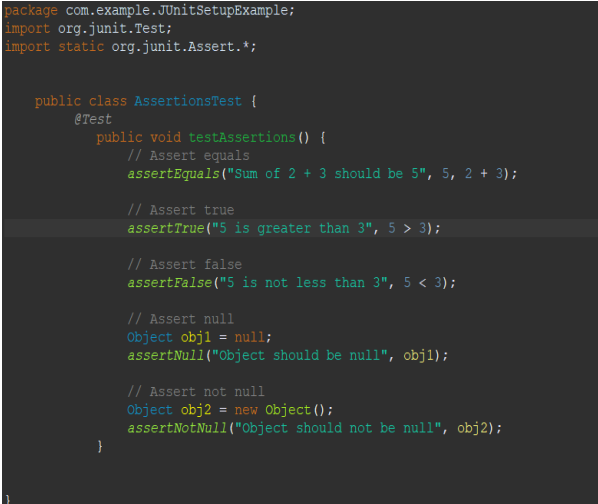 package com.example.JUnitSetupExample;
import org.junit.Test;
import static org.junit.Assert.*;
public class AssertionsTest {
@Test
public void testAssertions() {
// Assert equals
assertEquals("Sum of 2 + 3 should be 5", 5, 2 + 3);
// Assert true
assertTrue("5 is greater than 3", 5 > 3);
// Assert false
assertFalse("5 is not less than 3", 5 < 3);
// Assert null
Object obj1 = null;
assertNull("Object should be null", obj1);
// Assert not null
Object obj2 = new Object();
assertNotNull("Object should not be null", obj2);
}
}